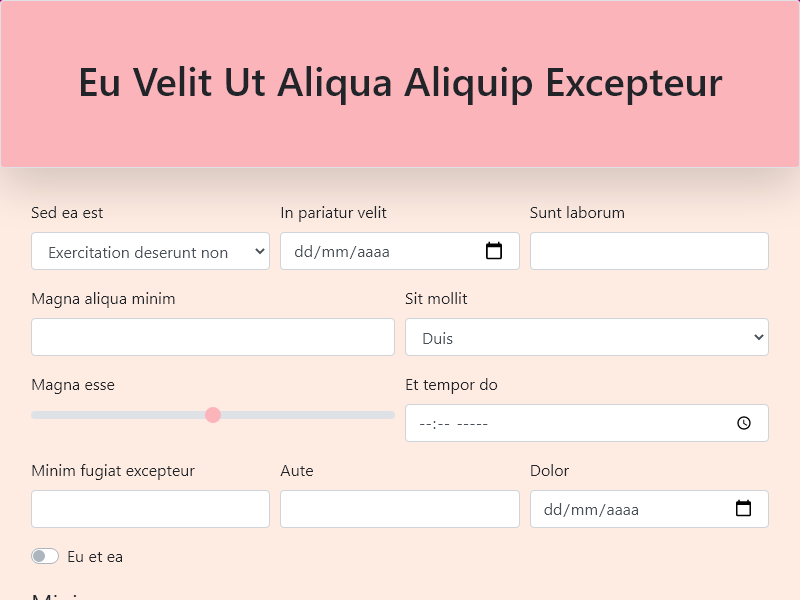 Eu Velit Ut Aliqua Aliquip Excepteur
Sed ea est
In pariatur velit
Sunt laborum
Exercitation deserunt non
dd/mm/aaaa
Magna aliqua minim
Sit mollit
Duis
Magna esse
Et tempor do
--:-- -----
Minim fugiat excepteur
Aute
Dolor
dd/mm/aaaa
Eu et ea